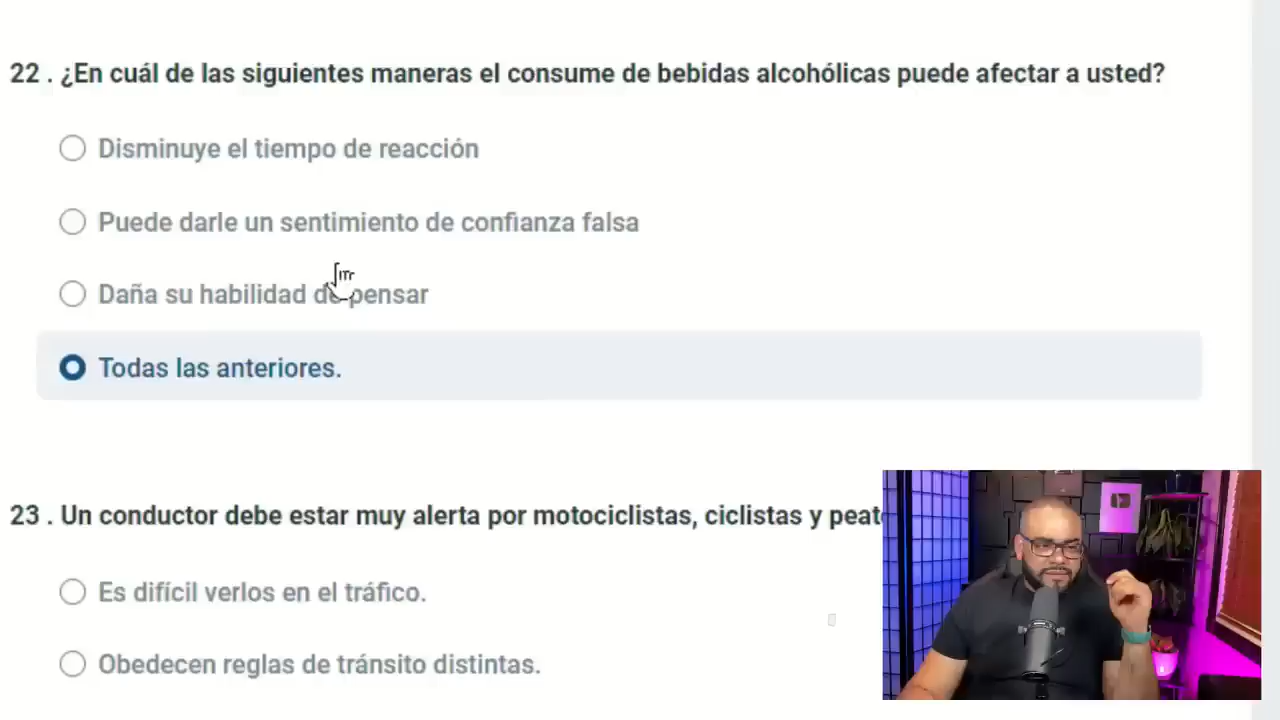 22 . ¿En cuál de las siguientes maneras el consume de bebidas alcohólicas puede afectar a usted?
Disminuye el tiempo de reacción
Puede darle un sentimiento de confianza falsa
Daña su habilidad de pensar
Todas las anteriores.
23 . Un conductor debe estar muy alerta por motociclistas, ciclistas y peat
Es difícil verlos en el tráfico.
Obedecen reglas de tránsito distintas.